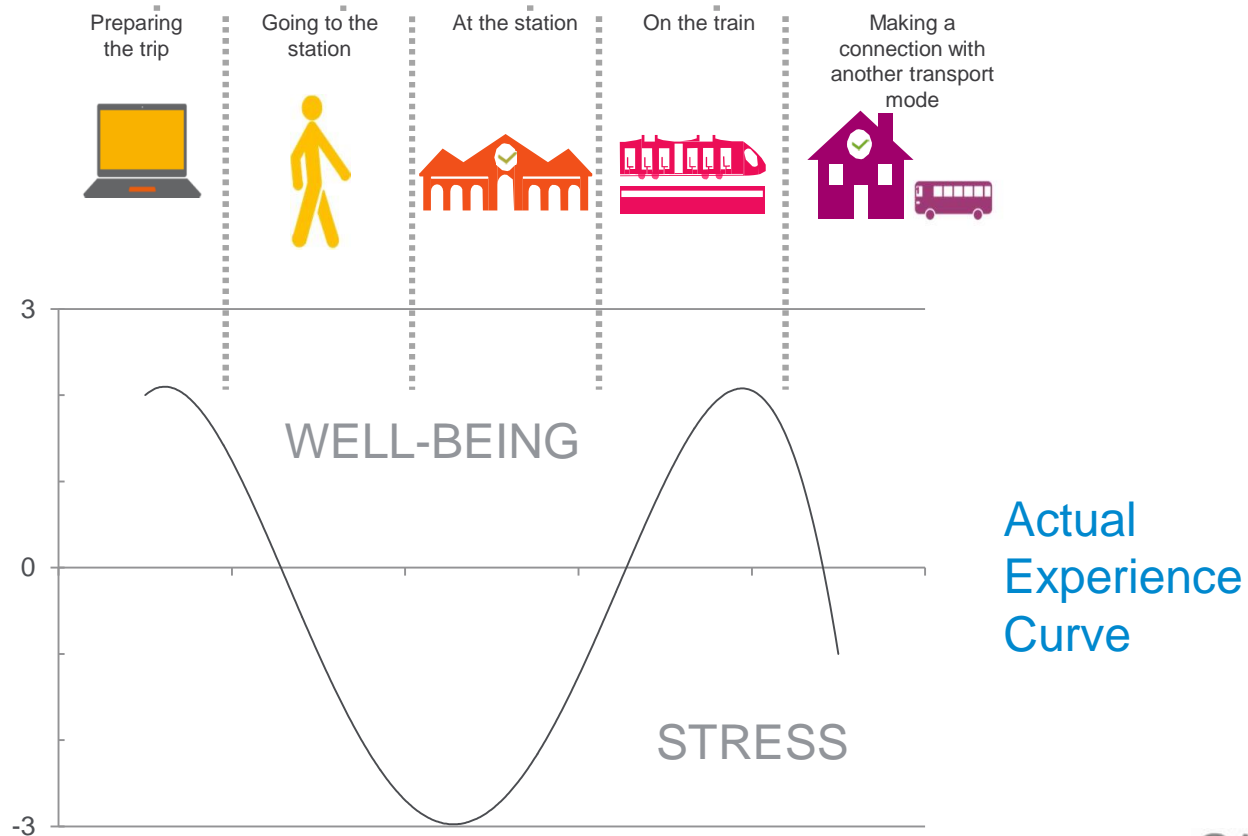 Preparing
the trip
Going to the
station
At the station
On the train
Making a
connection with
another transport
mode
3
WELL-BEING
0
Actual
Experience
Curve
STRESS
-3